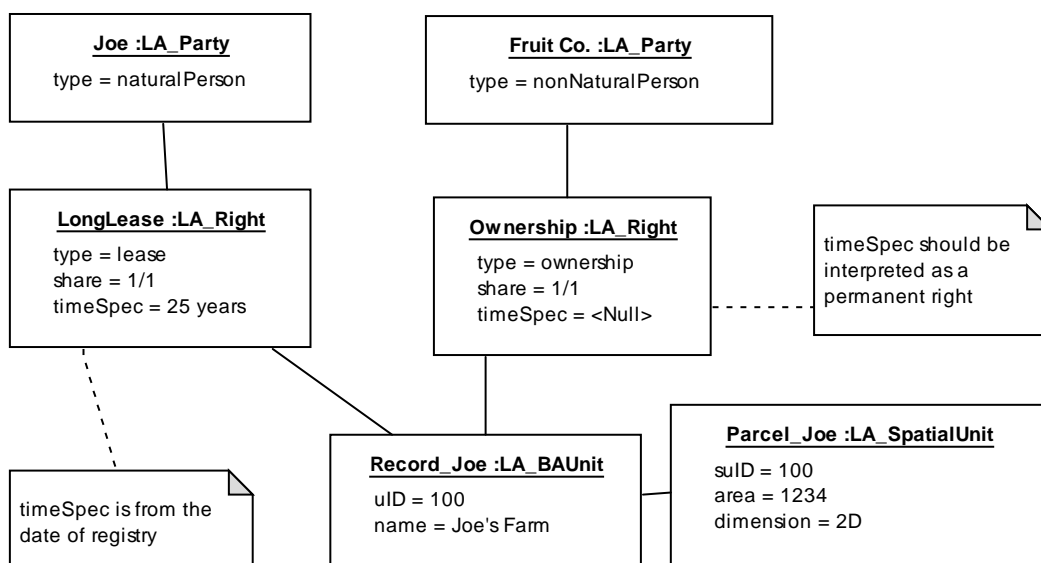 Joe :LA_Party
type = naturalPerson
Fruit Co. :LA_Party
type = nonNaturalPerson
LongLease :LA_Right
type = lease
share = 1/1
timeSpec = 25 years
Ownership :LA_Right
type = ownership
share = 1/1
timeSpec = <Null>
timeSpec should be
interpreted as a
permanent right
timeSpec is from the
date of registry
Record_Joe :LA_BAUnit
uID = 100
name = Joe's Farm
Parcel_Joe :LA_SpatialUnit
suID = 100
area = 1234
dimension = 2D